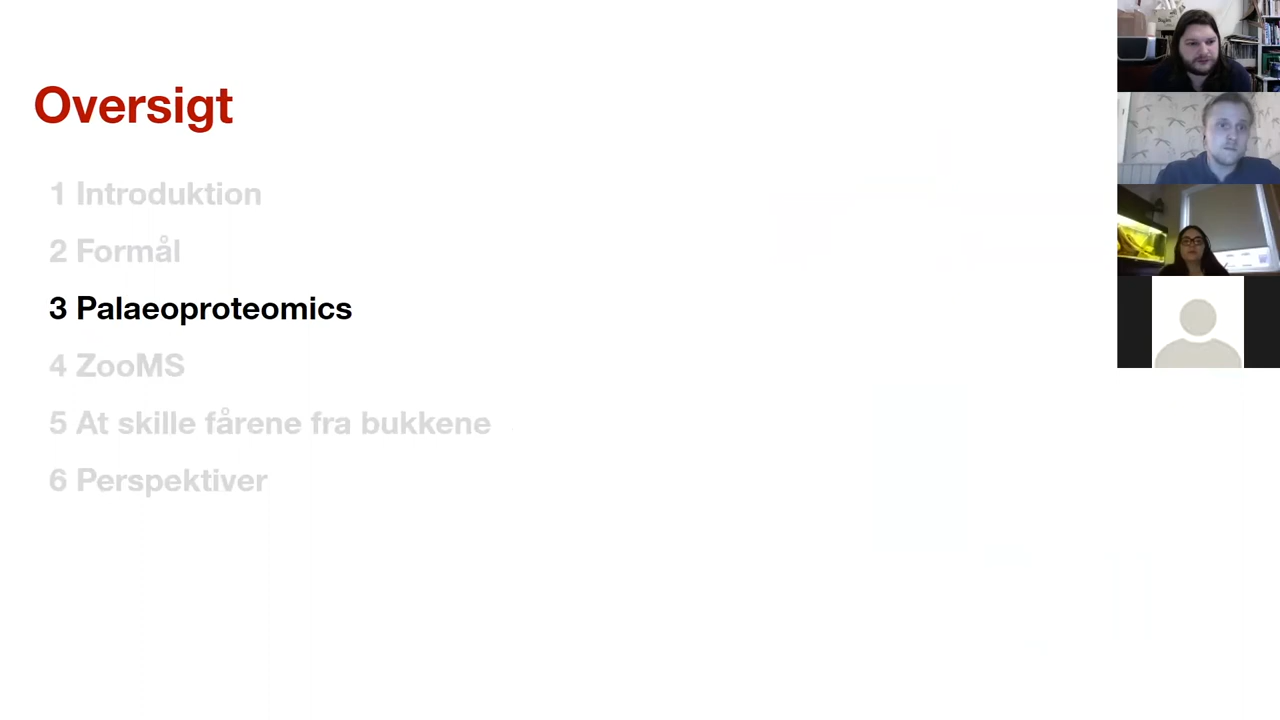 Oversigt
1 Introduktion
2 Formål
3 Palaeoproteomics
4 ZooMS
5 At skille fårene fra bukkene
6 Perspektiver